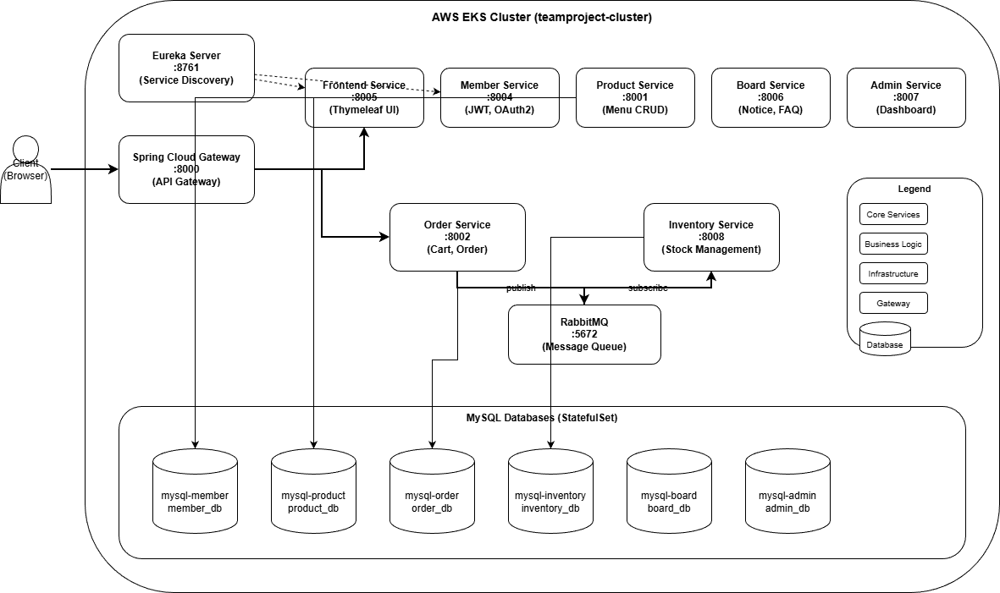 AWS EKS Cluster (teamproject-cluster)
Eureka Server
:8761
(Service Discovery)
Frontend Service
:8005
(Thymeleaf UI)
Member Service
:8004
(JWT, OAuth2)
Product Service
:8001
(Menu CRUD)
Board Service
:8006
(Notice, FAQ)
Admin Service
:8007
(Dashboard)
Client
(Browser)
Spring Cloud Gateway
:8000
(API Gateway)
Order Service
:8002
(Cart, Order)
Inventory Service
:8008
(Stock Management)
Legend
Core Services
Business Logic
Infrastructure
Gateway
Database
publish
subscribe
RabbitMQ
:5672
(Message Queue)
MySQL Databases (StatefulSet)
mysql-member
member_db
mysql-product
product_db
mysql-order
order_db
mysql-inventory
inventory_db
mysql-board
board_db
mysql-admin
admin_db